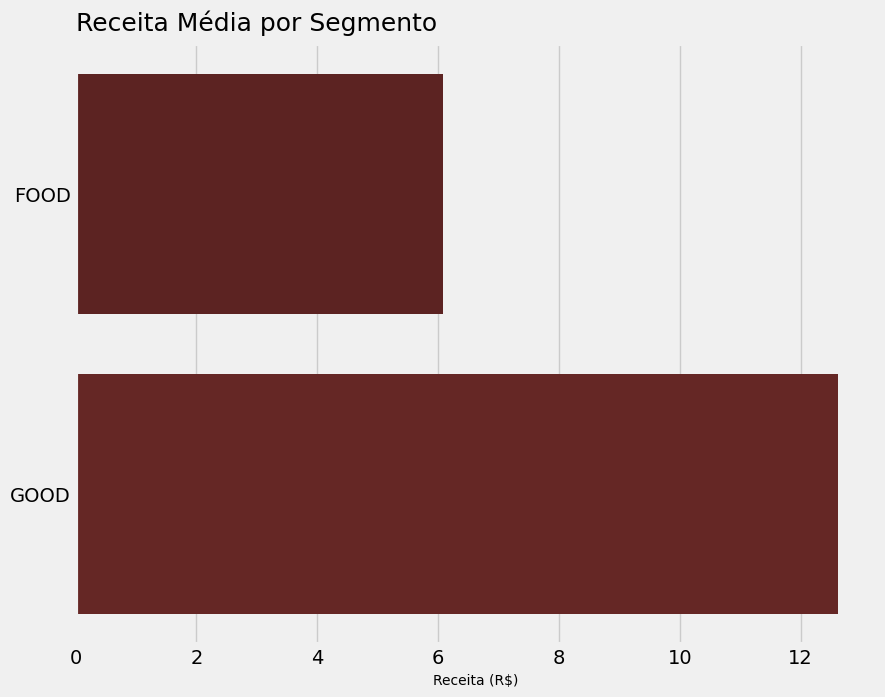 Receita Média por Segmento
FOOD
GOOD
0 2 4 6 8 10 12
Receita (R$)